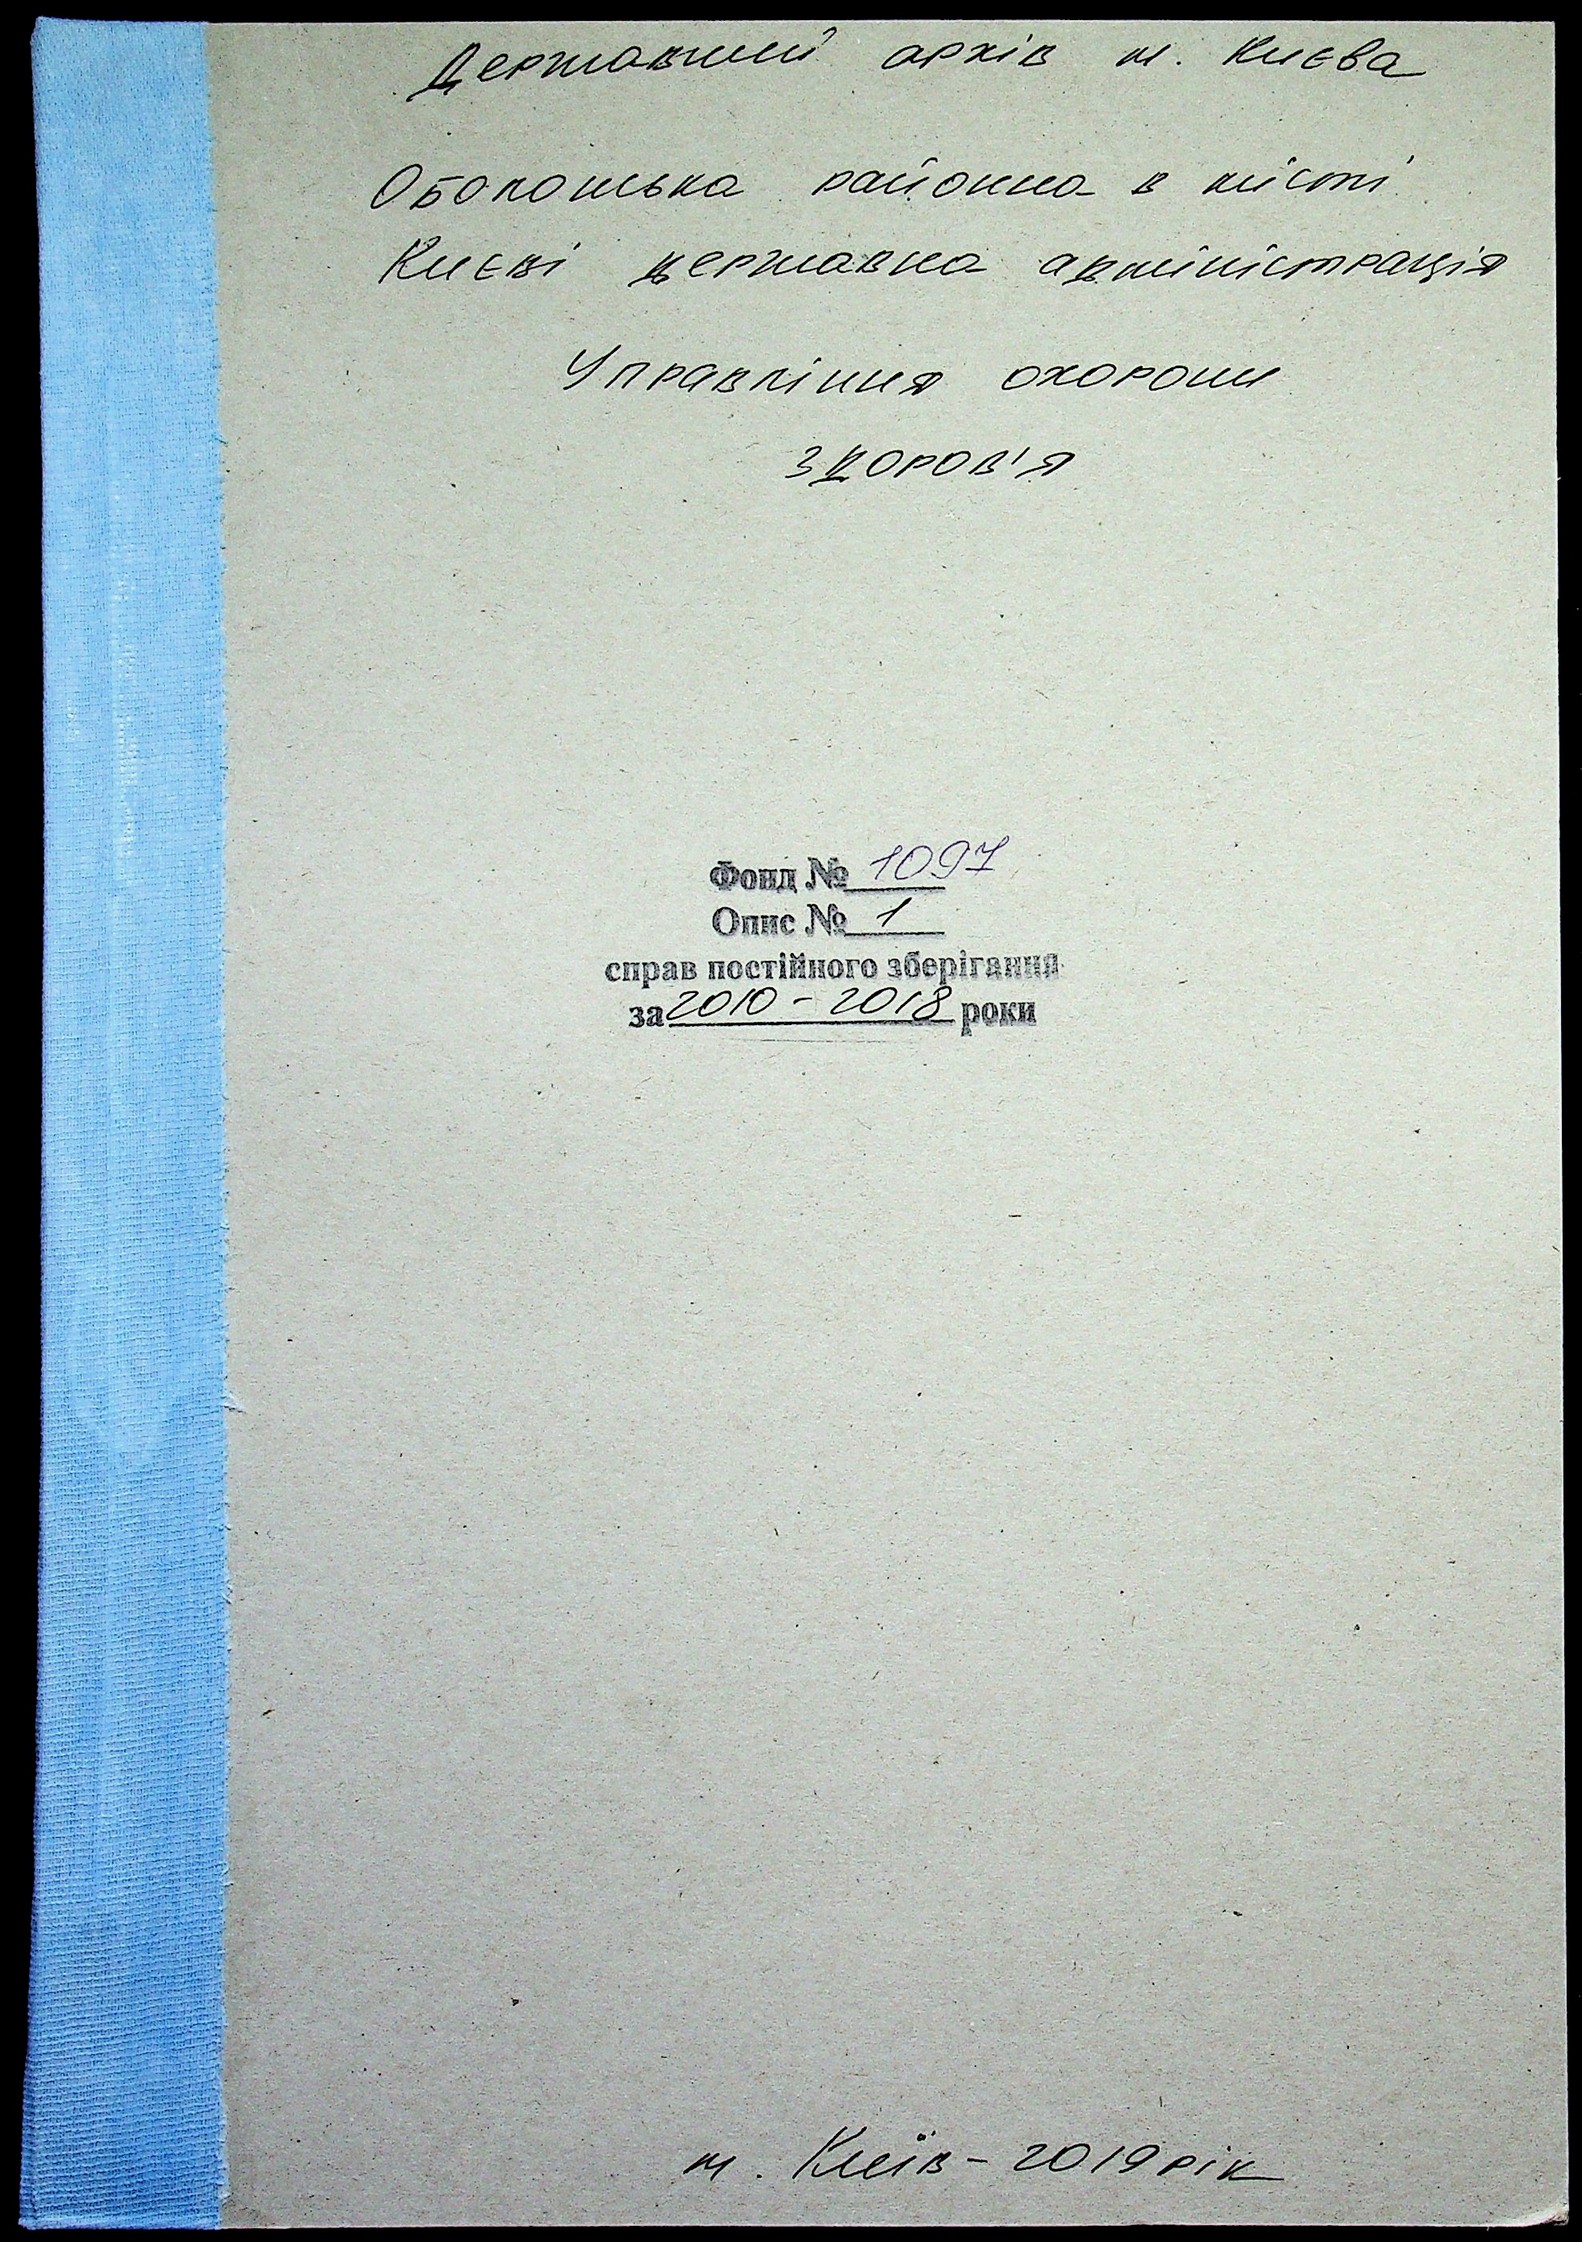 Державний архів м. Києва
Оболонська районна в місті
Києві державна адміністрація
Управління охорони
здоров'я
Фонд № 1097
Опис № 1
справ постійного зберігання
за 2010 - 2018 роки
м. Київ - 2019 рік